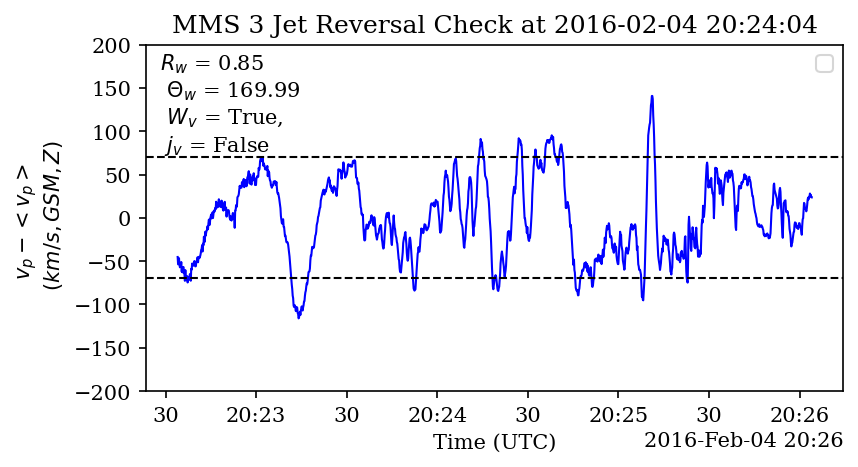 MMS 3 Jet Reversal Check at 2016-02-04 20:24:04
v_p − <v_p>
(km/s, GSM, Z)
200
150
100
50
0
−50
−100
−150
−200
R_w = 0.85
Θ_w = 169.99
W_v = True,
j_v = False
30 20:23 30 20:24 30 20:25 30 20:26
Time (UTC) 2016-Feb-04 20:26